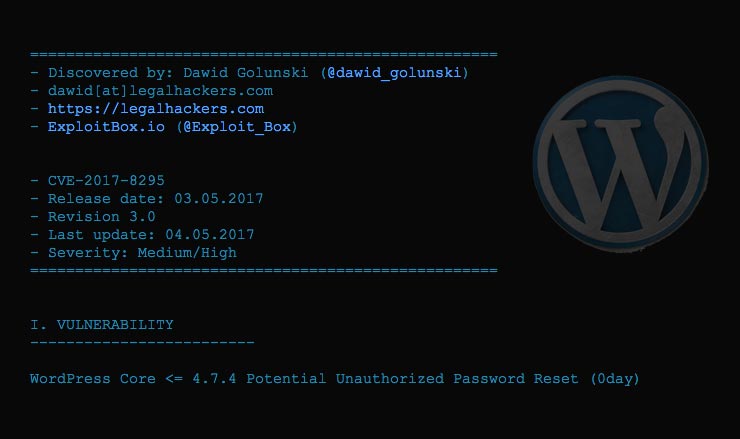 ====================================================
- Discovered by: Dawid Golunski (@dawid_golunski)
- dawid[at]legalhackers.com
- https://legalhackers.com
- ExploitBox.io (@Exploit_Box)
- CVE-2017-8295
- Release date: 03.05.2017
- Revision 3.0
- Last update: 04.05.2017
- Severity: Medium/High
====================================================
I. VULNERABILITY
-------------------------
WordPress Core <= 4.7.4 Potential Unauthorized Password Reset (0day)
W